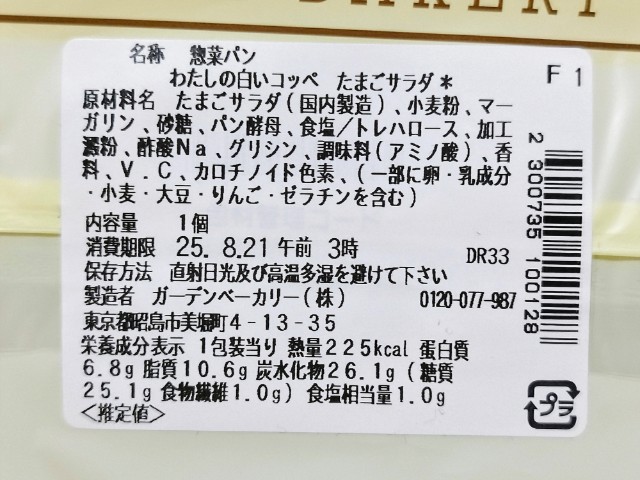 BAKERY
名称 惣菜パン
わたしの白いコッペ たまごサラダ*
F1
原材料名 たまごサラダ(国内製造)、小麦粉、マー
ガリン、砂糖、パン酵母、食塩/トレハロース、加工
澱粉、酢酸Na、グリシン、調味料(アミノ酸)、香
料、V.C、カロチノイド色素、(一部に卵・乳成分
・小麦・大豆・りんご・ゼラチンを含む)
内容量 1個
消費期限 25.8.21午前 3時
DR33
保存方法 直射日光及び高温多湿を避けて下さい
製造者 ガーデンベーカリー(株) 0120-077-987
東京都昭島市美堀町4-13-35
栄養成分表示 1包装当り 熱量225kcal 蛋白質
6.8g 脂質10.6g 炭水化物26.1g(糖質
25.1g 食物繊維1.0g) 食塩相当量1.0g
<推定値>
2 300735 100128
プラ